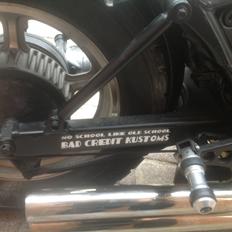 NO SCHOOL LIKE OLD SCHOOL
BAD CREDIT KUSTOMS